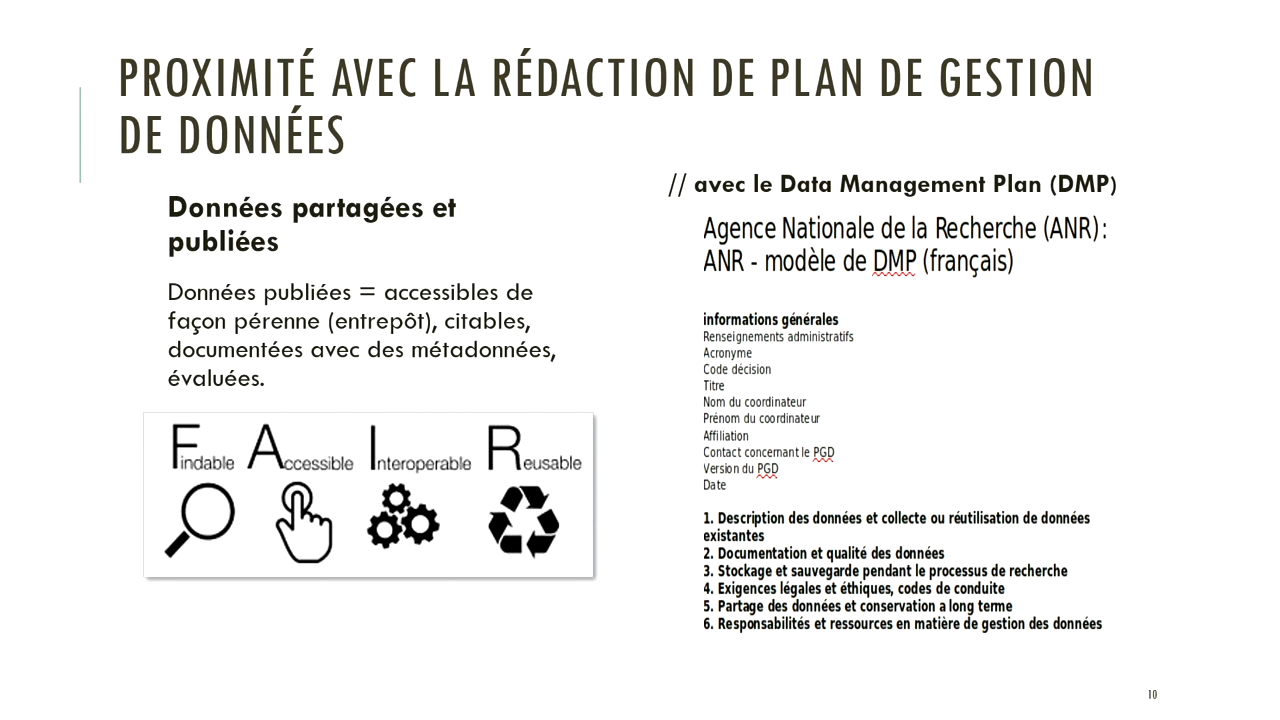 PROXIMITÉ AVEC LA RÉDACTION DE PLAN DE GESTION
DE DONNÉES
Données partagées et
publiées
Données publiées = accessibles de
façon pérenne (entrepôt), citables,
documentées avec des métadonnées,
évaluées.
Findable Accessible Interoperable Reusable
// avec le Data Management Plan (DMP)
Agence Nationale de la Recherche (ANR) :
ANR - modèle de DMP (français)
informations générales
Renseignements administratifs
Acronyme
Code décision
Titre
Nom du coordinateur
Prénom du coordinateur
Affiliation
Contact concernant le PGD
Version du PGD
Date
1. Description des données et collecte ou réutilisation de données
existantes
2. Documentation et qualité des données
3. Stockage et sauvegarde pendant le processus de recherche
4. Exigences légales et éthiques, codes de conduite
5. Partage des données et conservation a long terme
6. Responsabilités et ressources en matière de gestion des données
10